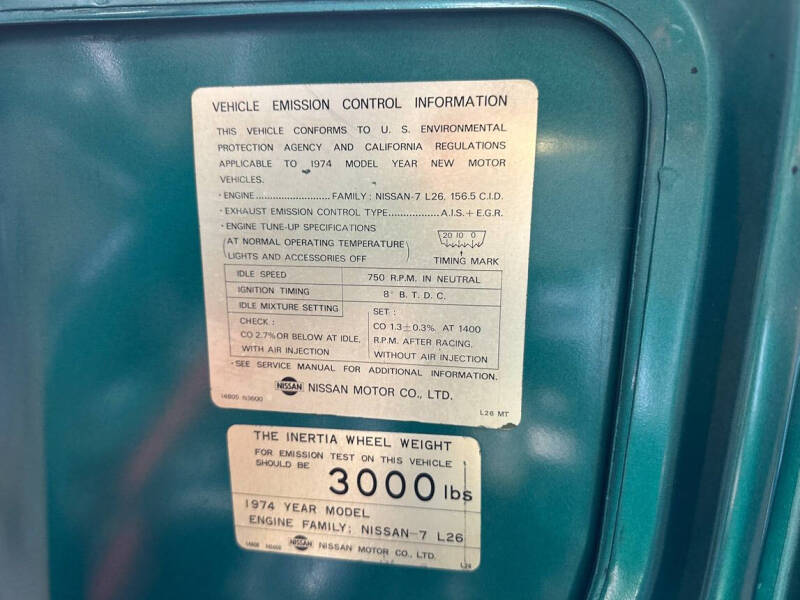 VEHICLE EMISSION CONTROL INFORMATION
THIS VEHICLE CONFORMS TO U. S. ENVIRONMENTAL
PROTECTION AGENCY AND CALIFORNIA REGULATIONS
APPLICABLE TO 1974 MODEL YEAR NEW MOTOR
VEHICLES.
· ENGINE........................FAMILY ; NISSAN-7 L26, 156.5 C.I.D.
· EXHAUST EMISSION CONTROL TYPE.................A.I.S. + E.G.R.
· ENGINE TUNE-UP SPECIFICATIONS
(AT NORMAL OPERATING TEMPERATURE
LIGHTS AND ACCESSORIES OFF)
20 10 0
TIMING MARK
IDLE SPEED 750 R.P.M. IN NEUTRAL
IGNITION TIMING 8° B. T. D. C.
IDLE MIXTURE SETTING
CHECK :
CO 2.7% OR BELOW AT IDLE,
WITH AIR INJECTION
SET :
CO 1.3±0.3% AT 1400
R.P.M. AFTER RACING.
WITHOUT AIR INJECTION
· SEE SERVICE MANUAL FOR ADDITIONAL INFORMATION.
NISSAN NISSAN MOTOR CO., LTD.
14805 N3600 L26 MT
THE INERTIA WHEEL WEIGHT
FOR EMISSION TEST ON THIS VEHICLE
SHOULD BE 3000 lbs
1974 YEAR MODEL
ENGINE FAMILY; NISSAN-7 L26
NISSAN NISSAN MOTOR CO., LTD.